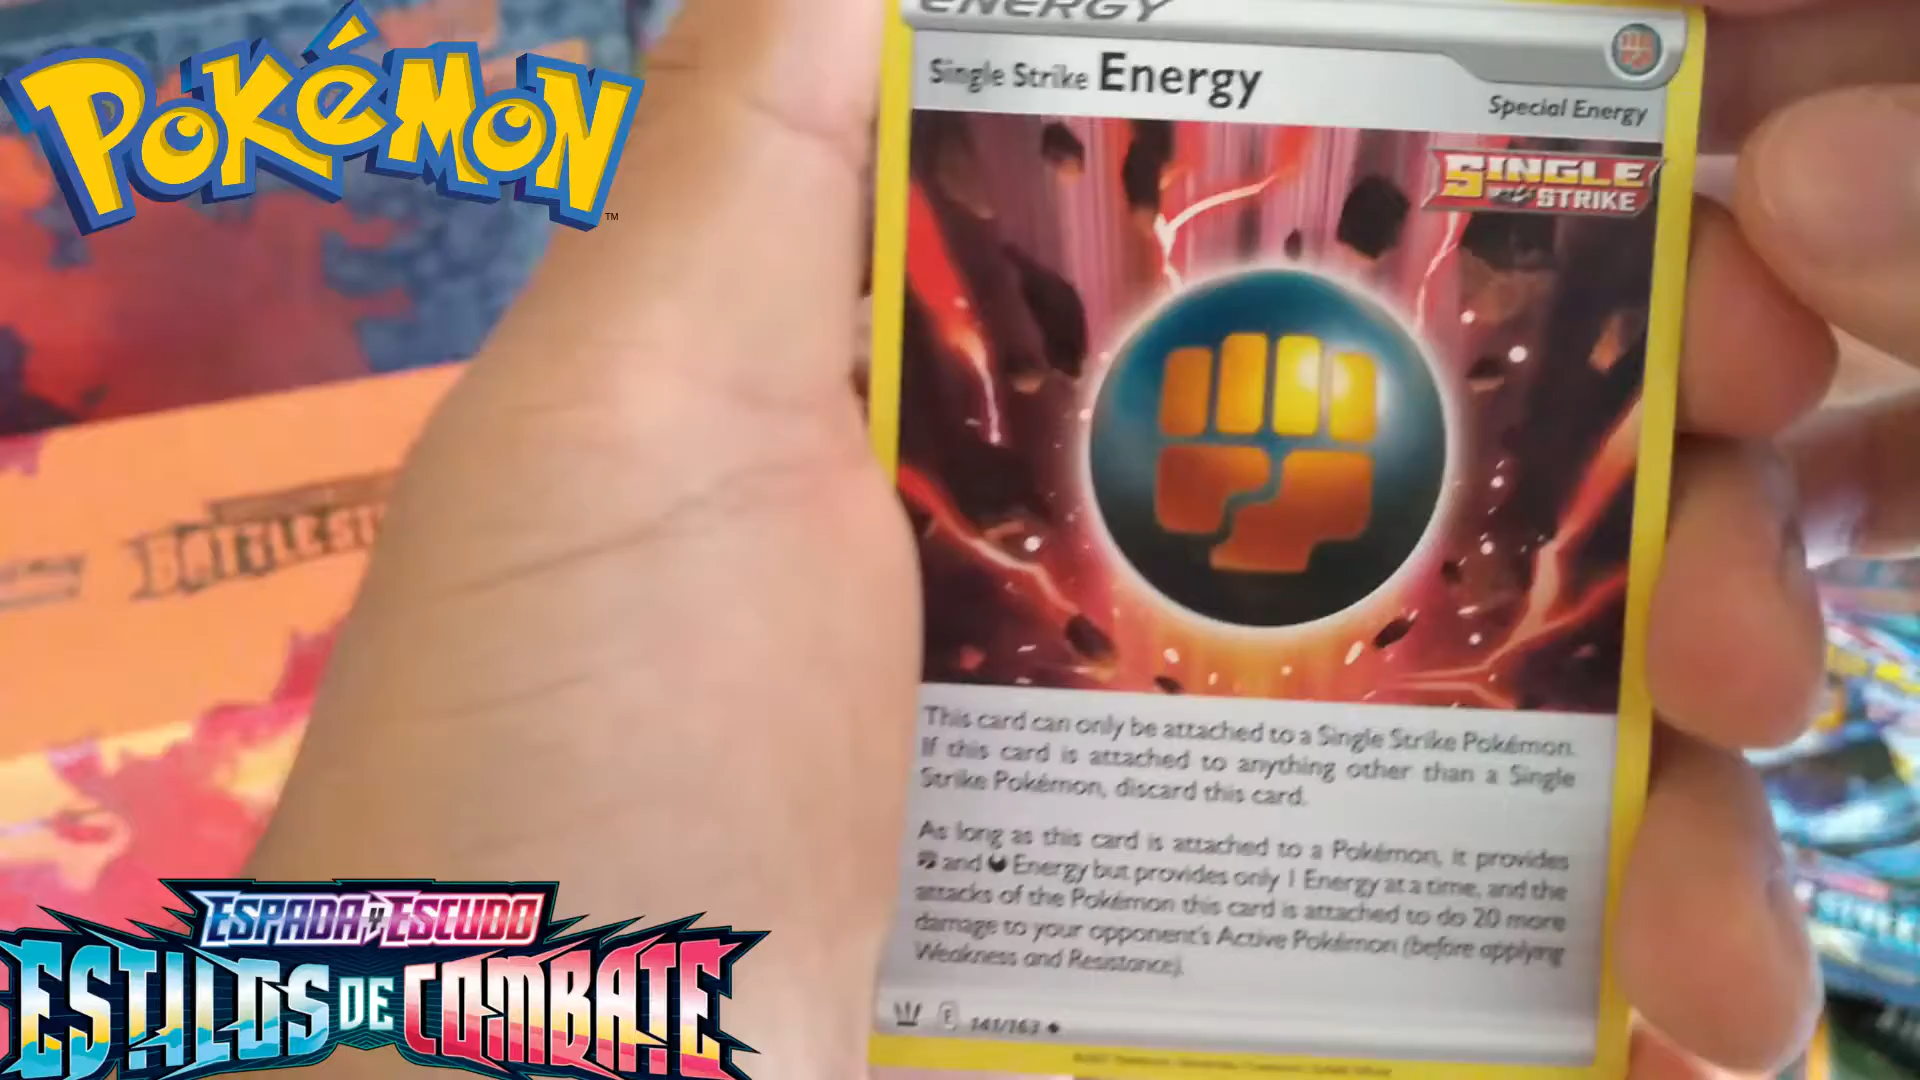 POKÉMON
TM
ENERGY
Single Strike Energy
Special Energy
SINGLE
STRIKE
This card can only be attached to a Single Strike Pokémon.
If this card is attached to anything other than a Single
Strike Pokémon, discard this card.
As long as this card is attached to a Pokémon, it provides
and Energy but provides only 1 Energy at a time, and the
attacks of the Pokémon this card is attached to do 20 more
damage to your opponent's Active Pokémon (before applying
Weakness and Resistance).
E 141/163
BATTLE ST
ESPADA Y ESCUDO
ESTILOS DE COMBATE